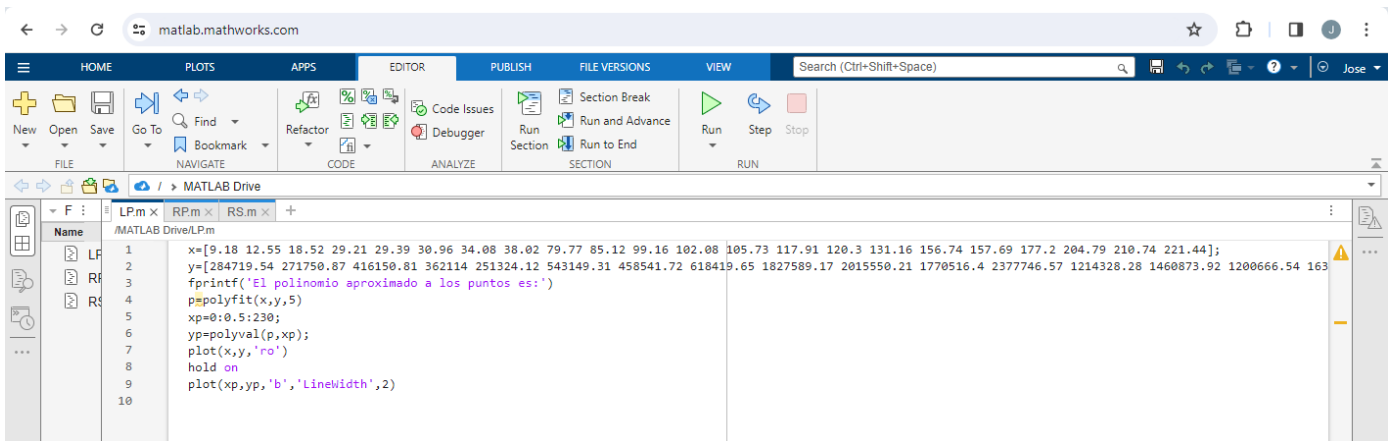 matlab.mathworks.com
J
HOME PLOTS APPS EDITOR PUBLISH FILE VERSIONS VIEW Search (Ctrl+Shift+Space) Jose
New Open Save
FILE
Go To Find Bookmark
NAVIGATE
Refactor
CODE
Code Issues
Debugger
ANALYZE
Run Section
Section Break
Run and Advance
Run to End
SECTION
Run Step Stop
RUN
/ > MATLAB Drive
F
LP.m × RP.m × RS.m × +
Name /MATLAB Drive/LP.m
LP
RP
RS
1 x=[9.18 12.55 18.52 29.21 29.39 30.96 34.08 38.02 79.77 85.12 99.16 102.08 105.73 117.91 120.3 131.16 156.74 157.69 177.2 204.79 210.74 221.44];
2 y=[284719.54 271750.87 416150.81 362114 251324.12 543149.31 458541.72 618419.65 1827589.17 2015550.21 1770516.4 2377746.57 1214328.28 1460873.92 1200666.54 163
3 fprintf('El polinomio aproximado a los puntos es:')
4 p=polyfit(x,y,5)
5 xp=0:0.5:230;
6 yp=polyval(p,xp);
7 plot(x,y,'ro')
8 hold on
9 plot(xp,yp,'b','LineWidth',2)
10